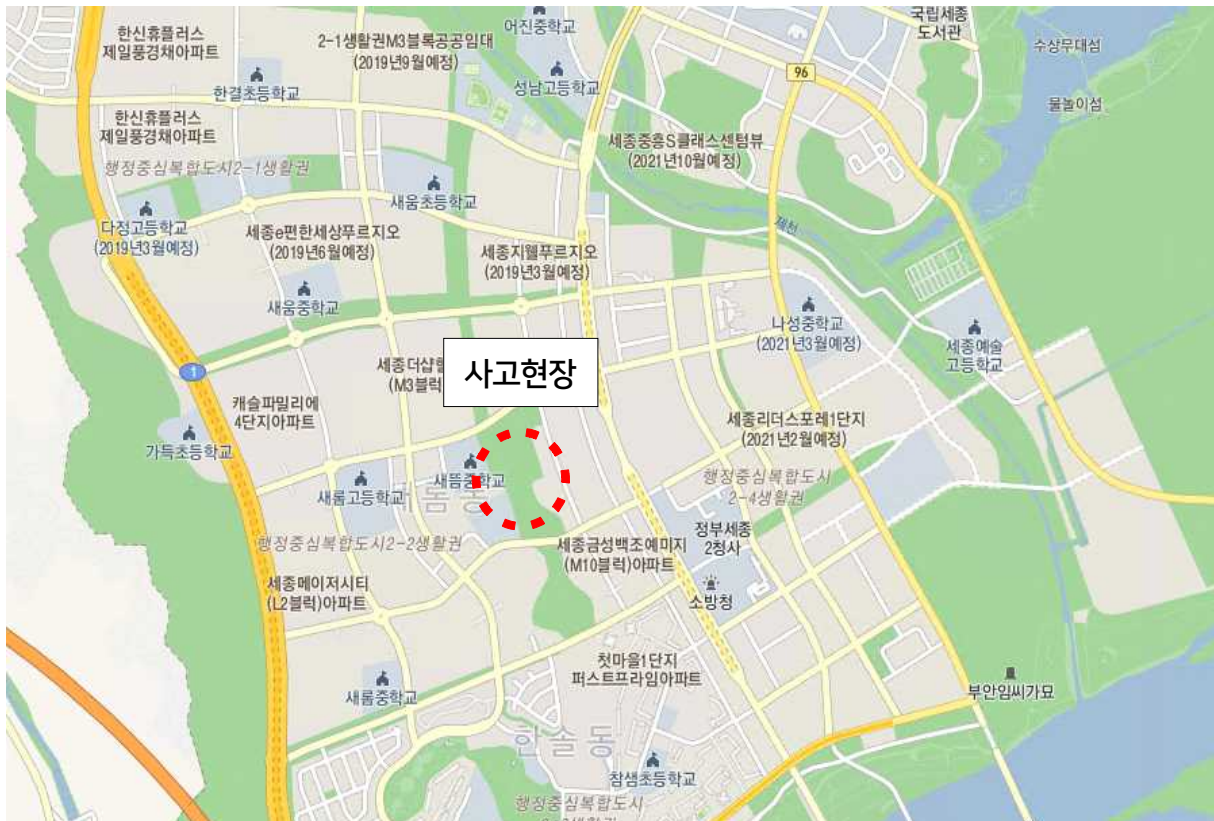 한신휴플러스
제일풍경채아파트
2-1생활권M3블록공공임대
(2019년9월예정)
어진중학교
국립세종
도서관
수상무대섬
한결초등학교
성남고등학교
96
물놀이섬
한신휴플러스
제일풍경채아파트
세종중흥S클래스센텀뷰
(2021년10월예정)
행정중심복합도시2-1생활권
새움초등학교
다정고등학교
(2019년3월예정)
세종e편한세상푸르지오
(2019년6월예정)
제천
세종지웰푸르지오
(2019년3월예정)
새움중학교
나성중학교
(2021년3월예정)
세종예술
고등학교
사고현장
세종더샵
(M3블럭
1
캐슬파밀리에
4단지아파트
세종리더스포레1단지
(2021년2월예정)
가득초등학교
새뜸중학교
새롬고등학교
새롬동
행정중심복합도시
2-4생활권
정부세종
2청사
행정중심복합도시2-2생활권
세종금성백조예미지
(M10블럭)아파트
세종메이저시티
(L2블럭)아파트
소방청
첫마을1단지
퍼스트프라임아파트
새롬중학교
부안임씨가묘
한솔동
참샘초등학교
행정중심복합도시